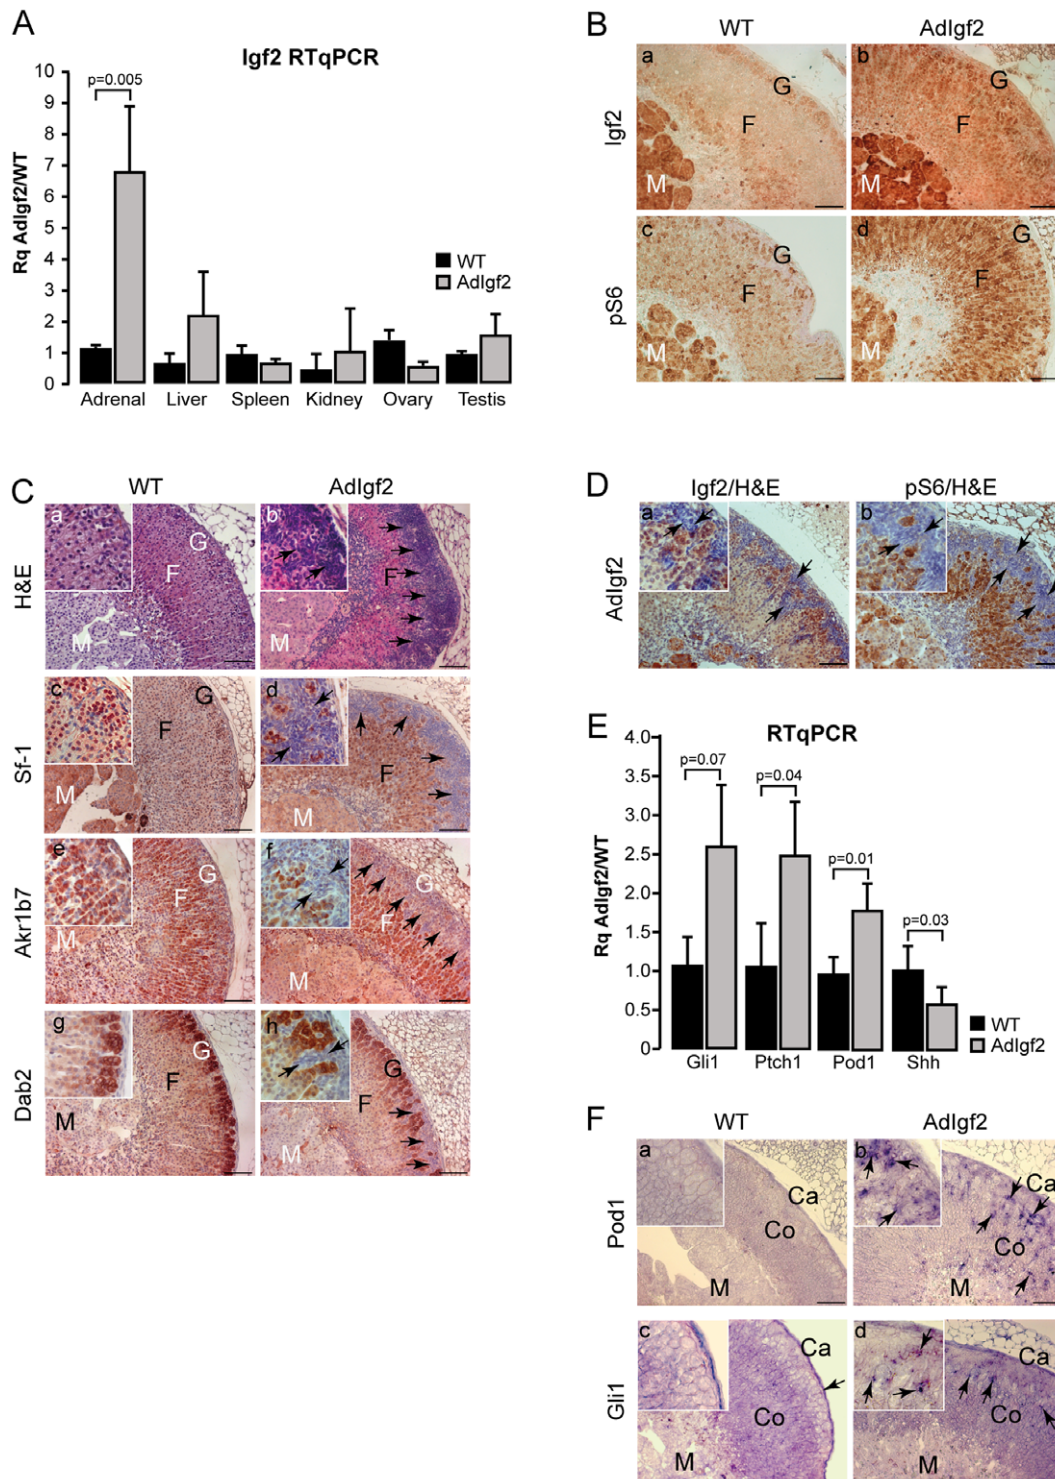 A
Igf2 RTqPCR
10
9
8
7
6
5
4
3
2
1
0
Rq AdIgf2/WT
p=0.005
WT
AdIgf2
Adrenal Liver Spleen Kidney Ovary Testis
B
WT AdIgf2
Igf2
a G F M
b G F M
pS6
c G F M
d G F M
C
WT AdIgf2
H&E
a G F M
b F M
Sf-1
c G F M
d F M
Akr1b7
e G F M
f G F M
Dab2
g G F M
h G F M
D
Igf2/H&E pS6/H&E
AdIgf2
a b
E
RTqPCR
4.0
3.5
3.0
2.5
2.0
1.5
1.0
0.5
0
Rq AdIgf2/WT
p=0.07
p=0.04
p=0.01
p=0.03
WT
AdIgf2
Gli1 Ptch1 Pod1 Shh
F
WT AdIgf2
Pod1
a Ca Co M
b Ca Co M
Gli1
c Ca Co M
d Ca Co M